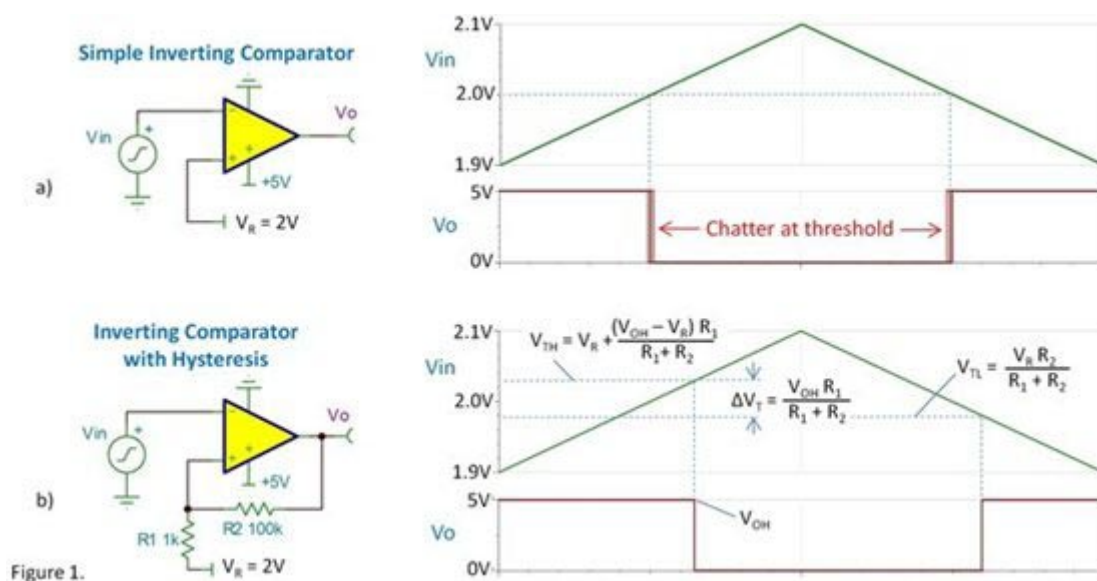 Simple Inverting Comparator
Vin
+
-
+ +
Vo
+5V
a)
V_R = 2V
2.1V
Vin
2.0V
1.9V
5V
Vo
Chatter at threshold
0V
Inverting Comparator
with Hysteresis
Vin
+
-
+ +
Vo
+5V
b)
R2 100k
R1 1k
V_R = 2V
Figure 1.
2.1V
V_TH = V_R + (V_OH – V_R) R_1 / R_1 + R_2
Vin
2.0V
ΔV_T = V_OH R_1 / R_1 + R_2
V_TL = V_R R_2 / R_1 + R_2
1.9V
5V
V_OH
Vo
0V